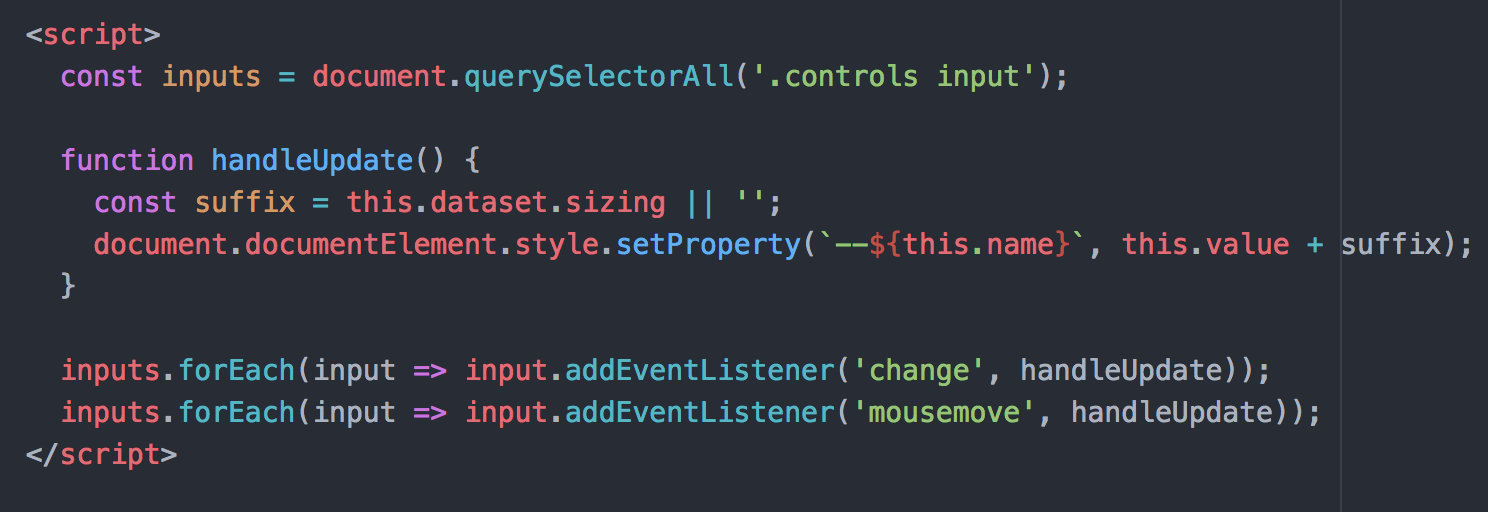 <script>
const inputs = document.querySelectorAll('.controls input');
function handleUpdate() {
const suffix = this.dataset.sizing || '';
document.documentElement.style.setProperty(`--${this.name}`, this.value + suffix);
}
inputs.forEach(input => input.addEventListener('change', handleUpdate));
inputs.forEach(input => input.addEventListener('mousemove', handleUpdate));
</script>